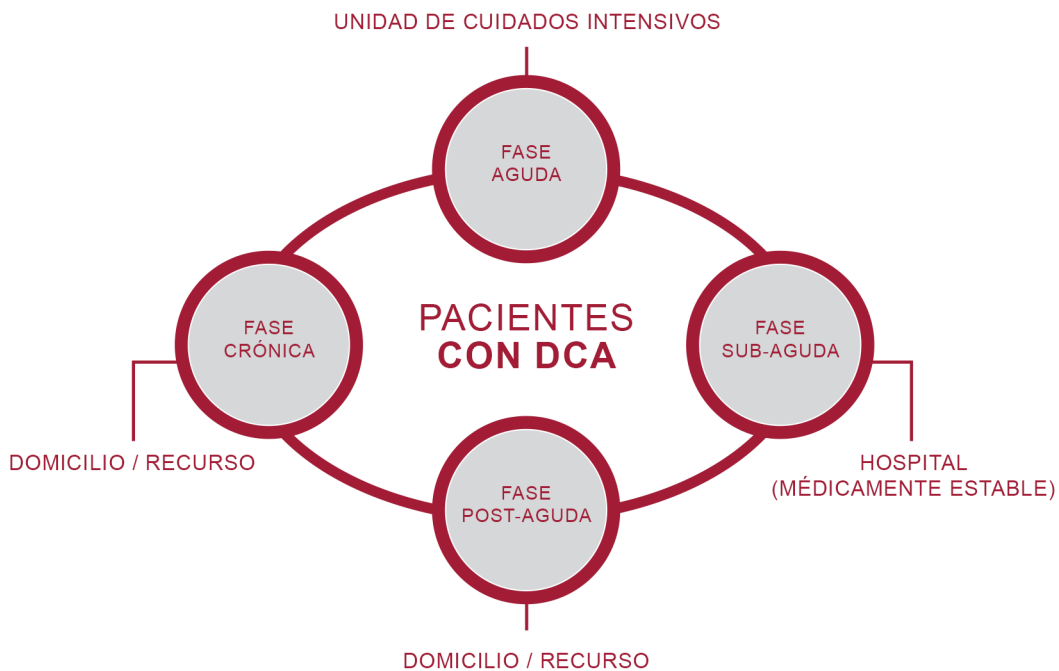 UNIDAD DE CUIDADOS INTENSIVOS
FASE
AGUDA
FASE
CRÓNICA
PACIENTES
CON DCA
FASE
SUB-AGUDA
DOMICILIO / RECURSO
HOSPITAL
(MÉDICAMENTE ESTABLE)
FASE
POST-AGUDA
DOMICILIO / RECURSO